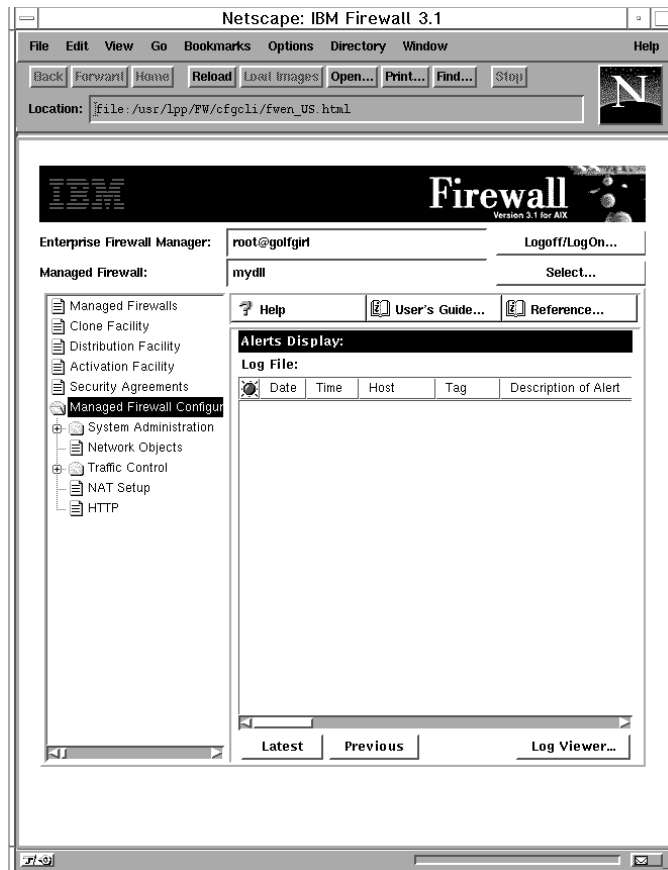 Netscape: IBM Firewall 3.1
File Edit View Go Bookmarks Options Directory Window Help
Back Forward Home Reload Load Images Open... Print... Find... Stop
N
Location: file:/usr/lpp/FW/cfgcli/fwen_US.html
IBM Firewall
Version 3.1 for AIX
Enterprise Firewall Manager: root@golfgirl Logoff/LogOn...
Managed Firewall: mydll Select...
Managed Firewalls
Clone Facility
Distribution Facility
Activation Facility
Security Agreements
Managed Firewall Configur
System Administration
Network Objects
Traffic Control
NAT Setup
HTTP
Help User's Guide... Reference...
Alerts Display:
Log File:
Date Time Host Tag Description of Alert
Latest Previous Log Viewer...